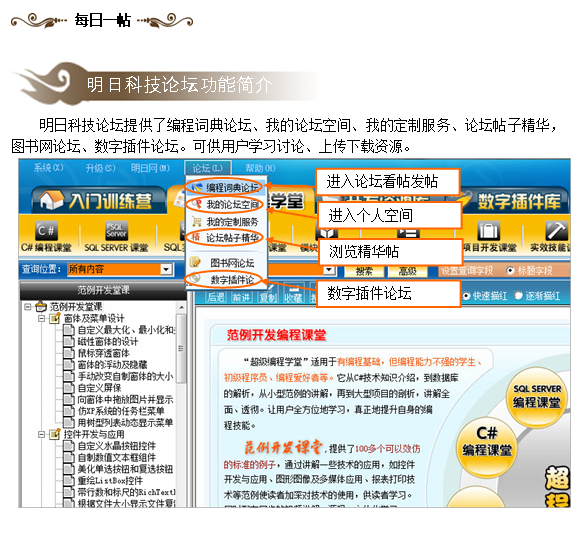 每日一帖
明日科技论坛功能简介
明日科技论坛提供了编程词典论坛、我的论坛空间、我的定制服务、论坛帖子精华，
图书网论坛、数字插件论坛。可供用户学习讨论、上传下载资源。
系统(X) 升级(S) 明日网(M) 论坛(L) 帮助(H)
编程词典论坛
进入论坛看帖发帖
入门训练营 学堂 数字插件库
我的论坛空间
进入个人空间
我的定制服务
C# 编程课堂 SQL SERVER 课堂 项目开发课堂 实效技能
论坛帖子精华
浏览精华帖
图书网论坛
查询位置: 所有内容 搜索 高级 设置查询字段 标题字段
数字插件论
数字插件论坛
范例开发堂课
后退 前讲 复制 收藏 快速描红 逐渐描红
范例开发堂课
窗体及菜单设计
自定义最大化、最小化和
磁性窗体的设计
鼠标穿透窗体
窗体的浮动及隐藏
手动改变自制窗体的大小
自定义屏保
向窗体中拖放图片并显示
仿XP系统的任务栏菜单
用树型列表动态显示菜单
控件开发与应用
自定义水晶按钮控件
自制数值文本框组件
美化单选按钮和复选按钮
重绘ListBox控件
带行数和标尺的RichText
根据文件大小显示文件复
范例开发编程课堂
“超级编程学堂”适用于有编程基础，但编程能力不强的学生、
初级程序员、编程爱好者等。它从C#技术知识介绍，到数据库
的解析，从小型范例的讲解，再到大型项目的剖析，讲解全
面、透彻。让用户全方位地学习，真正地提升自身的编
程技能。
范例开发课堂，提供了100多个可以效仿
的标准的例子，通过讲解一些技术的应用，如控件
开发与应用、图形图像及多媒体应用、报表打印技
术等范例使读者加深对技术的使用，供读者学习。
SQL SERVER
编程课堂
C#
编程课堂
超